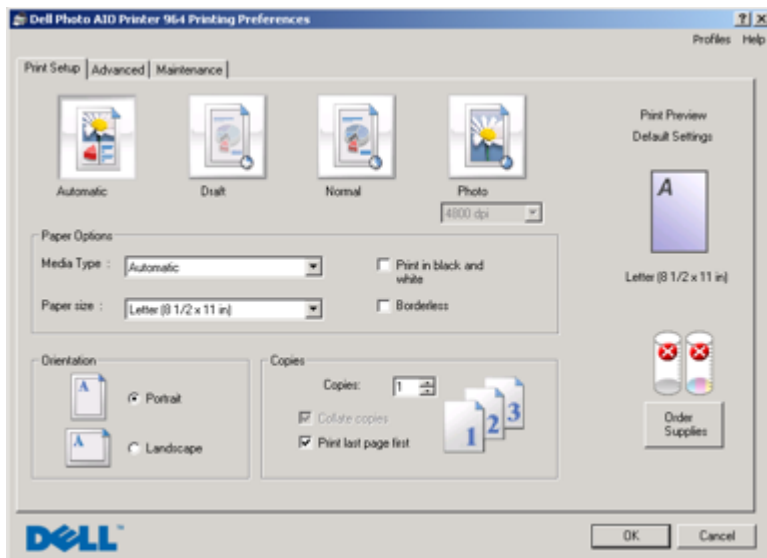 Dell Photo AIO Printer 964 Printing Preferences
Profiles Help
Print Setup Advanced Maintenance
Automatic
Draft
Normal
Photo
4800 dpi
Print Preview
Default Settings
A
Letter (8 1/2 x 11 in)
Paper Options
Media Type : Automatic
Print in black and
white
Paper size : Letter (8 1/2 x 11 in)
Borderless
Orientation
A
Portrait
A
Landscape
Copies
Copies: 1
Collate copies
Print last page first
1 2 3
Order
Supplies
DELL™
OK Cancel